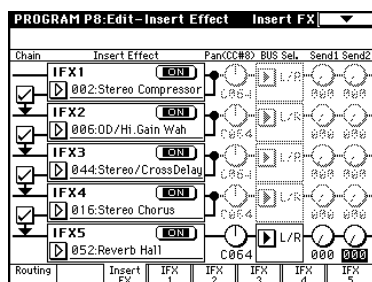 PROGRAM P8:Edit-Insert Effect Insert FX
Chain Insert Effect Pan(CC#8) BUS Sel. Send1 Send2
IFX1 ON
002:Stereo Compressor C064 L/R 000 000
IFX2 ON
006:OD/Hi.Gain Wah C064 L/R 000 000
IFX3 ON
044:Stereo/CrossDelay C064 L/R 000 000
IFX4 ON
016:Stereo Chorus C064 L/R 000 000
IFX5 ON
052:Reverb Hall C064 L/R 000 000
Routing Insert FX IFX 1 IFX 2 IFX 3 IFX 4 IFX 5